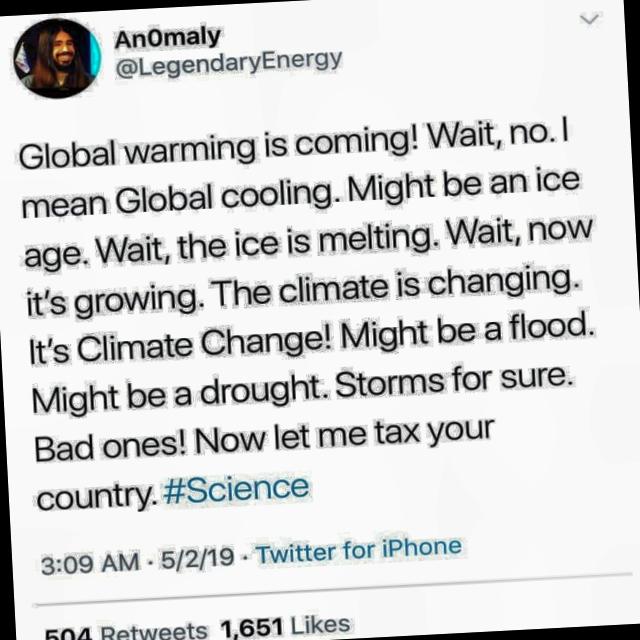 An0maly
@LegendaryEnergy
Global warming is coming! Wait, no. I
mean Global cooling. Might be an ice
age. Wait, the ice is melting. Wait, now
it's growing. The climate is changing.
It's Climate Change! Might be a flood.
Might be a drought. Storms for sure.
Bad ones! Now let me tax your
country. #Science
3:09 AM · 5/2/19 · Twitter for iPhone
504 Retweets 1,651 Likes